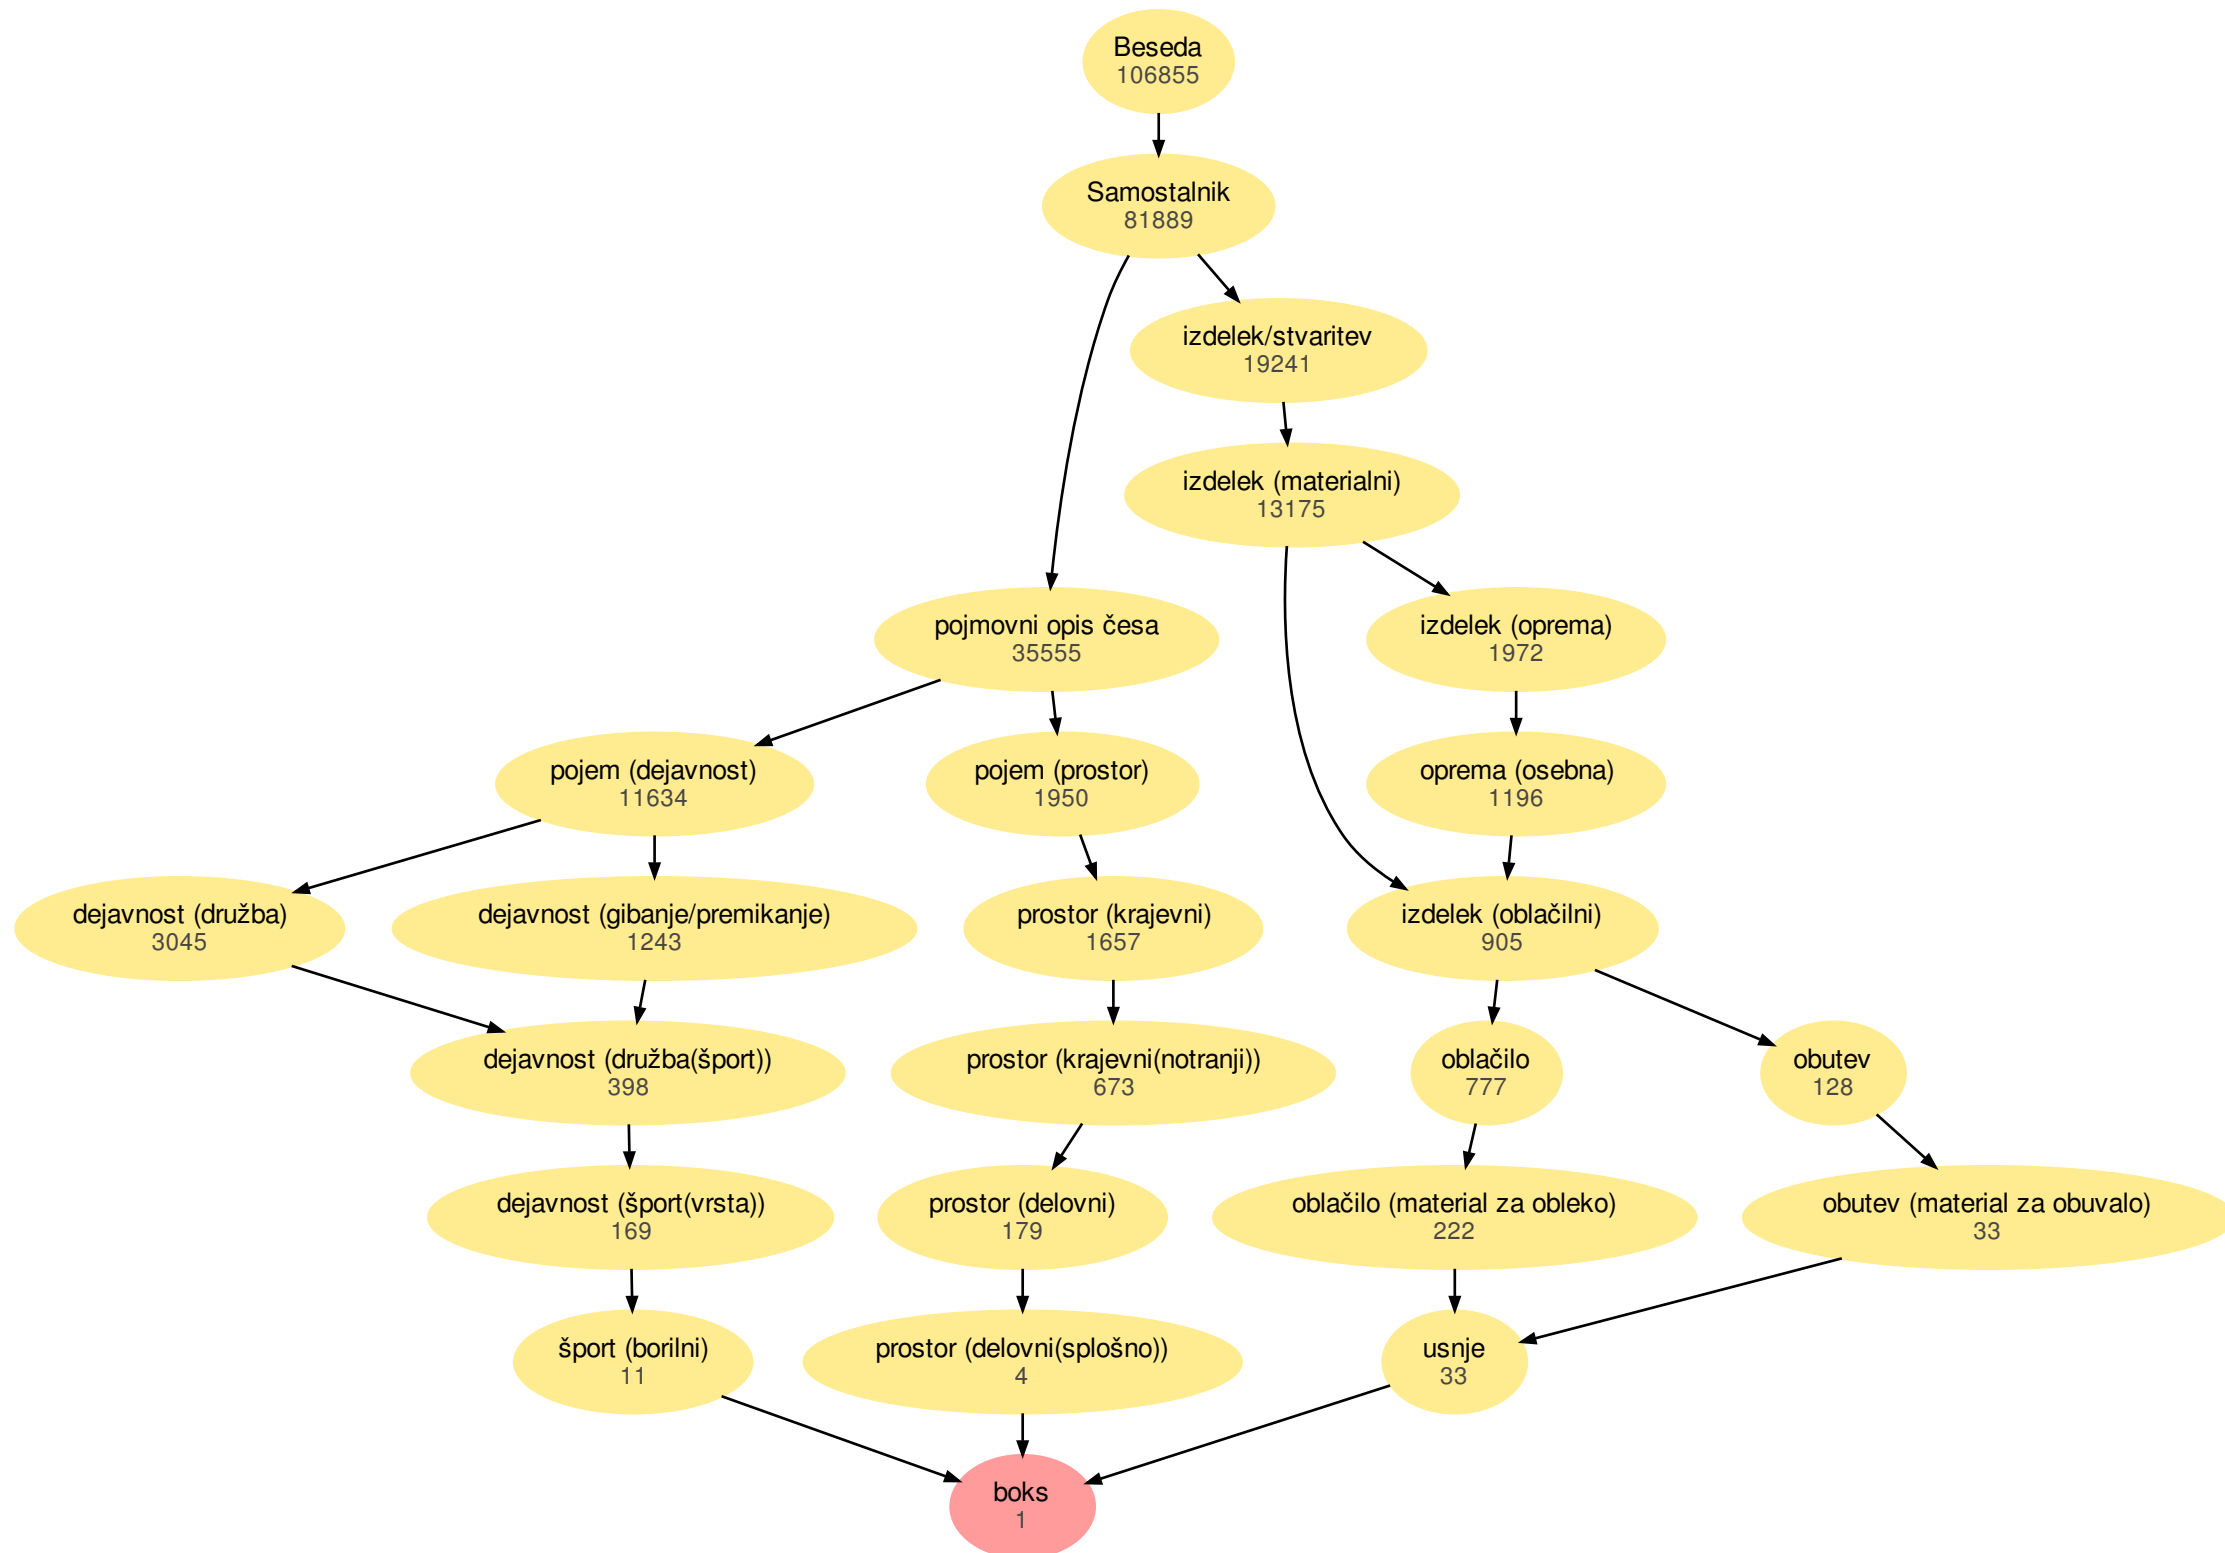 Beseda
106855
Samostalnik
81889
izdelek/stvaritev
19241
izdelek (materialni)
13175
pojmovni opis česa
35555
izdelek (oprema)
1972
pojem (dejavnost)
11634
pojem (prostor)
1950
oprema (osebna)
1196
dejavnost (družba)
3045
dejavnost (gibanje/premikanje)
1243
prostor (krajevni)
1657
izdelek (oblačilni)
905
dejavnost (družba(šport))
398
prostor (krajevni(notranji))
673
oblačilo
777
obutev
128
dejavnost (šport(vrsta))
169
prostor (delovni)
179
oblačilo (material za obleko)
222
obutev (material za obuvalo)
33
šport (borilni)
11
prostor (delovni(splošno))
4
usnje
33
boks
1